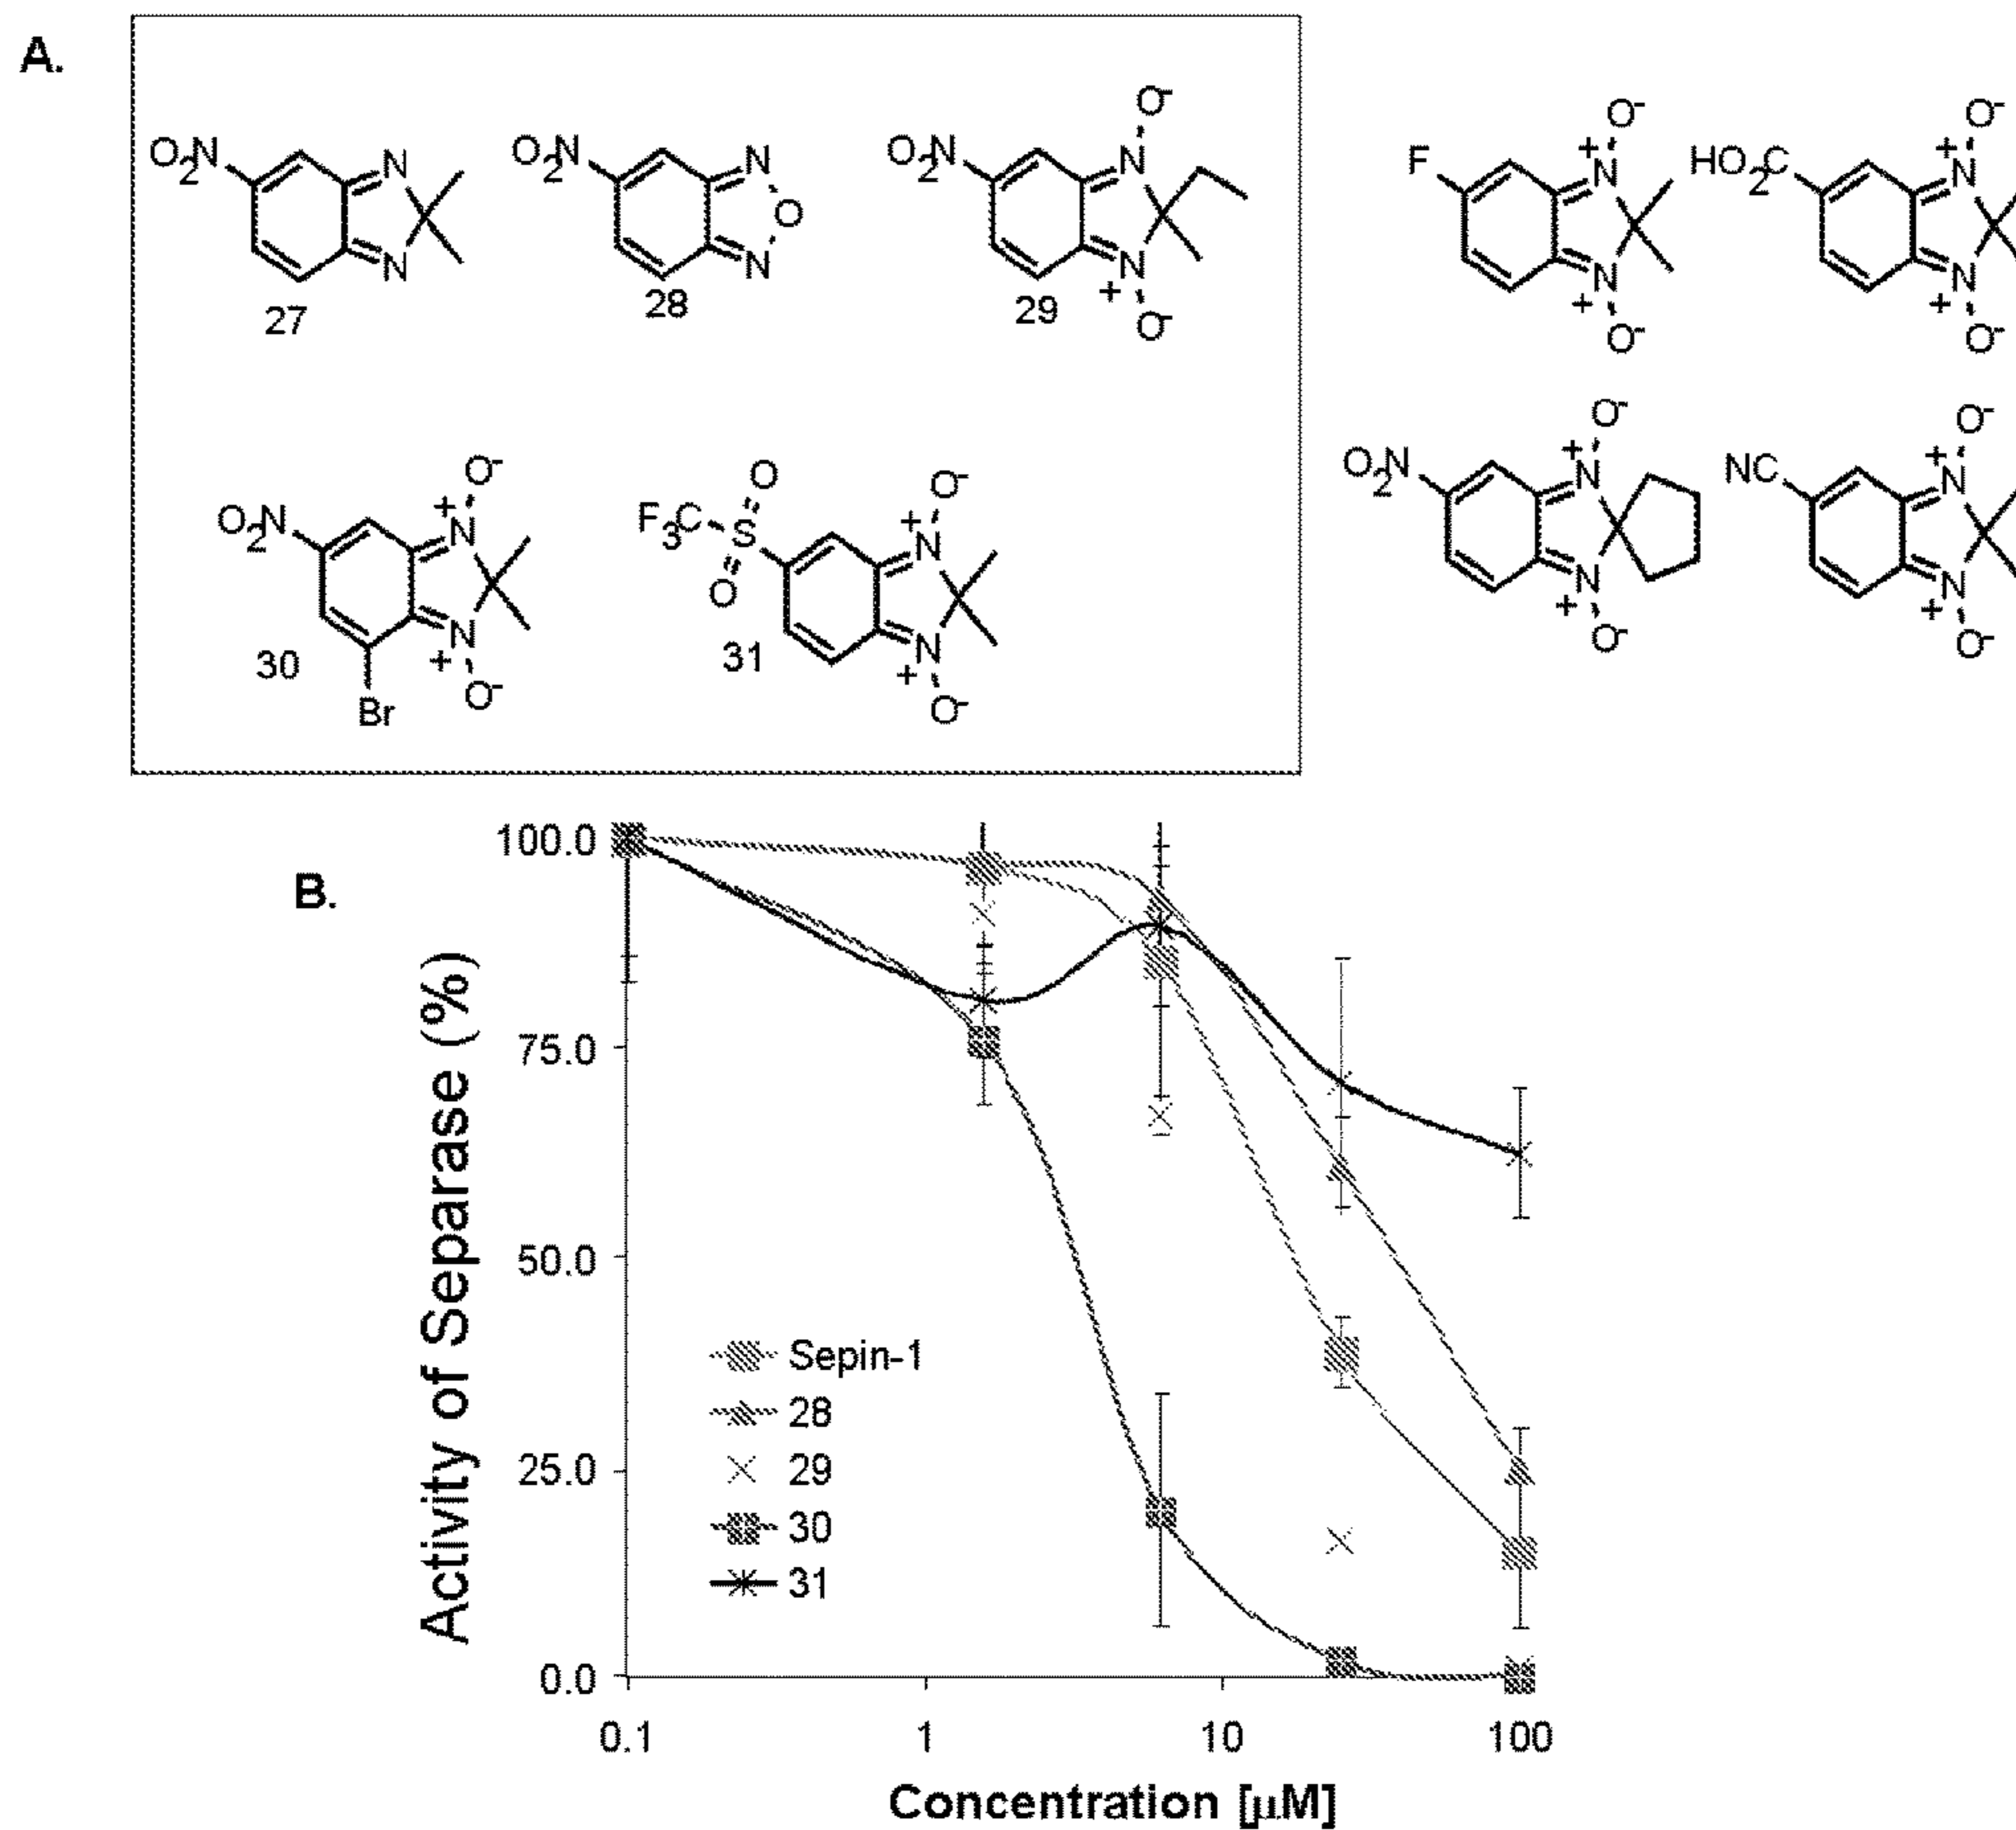 A.
O2N N N 27
O2N N O N 28
O2N N+ O- N+ O- 29
F N+ O- N+ O-
HO2C N+ O- N+ O-
O2N N+ O- N+ O- Br 30
F3C S O O N+ O- N+ O- 31
O2N N+ O- N+ O-
NC N+ O- N+ O-
B.
Activity of Separase (%)
100.0
75.0
50.0
25.0
0.0
Sepin-1
28
29
30
31
0.1 1 10 100
Concentration [µM]